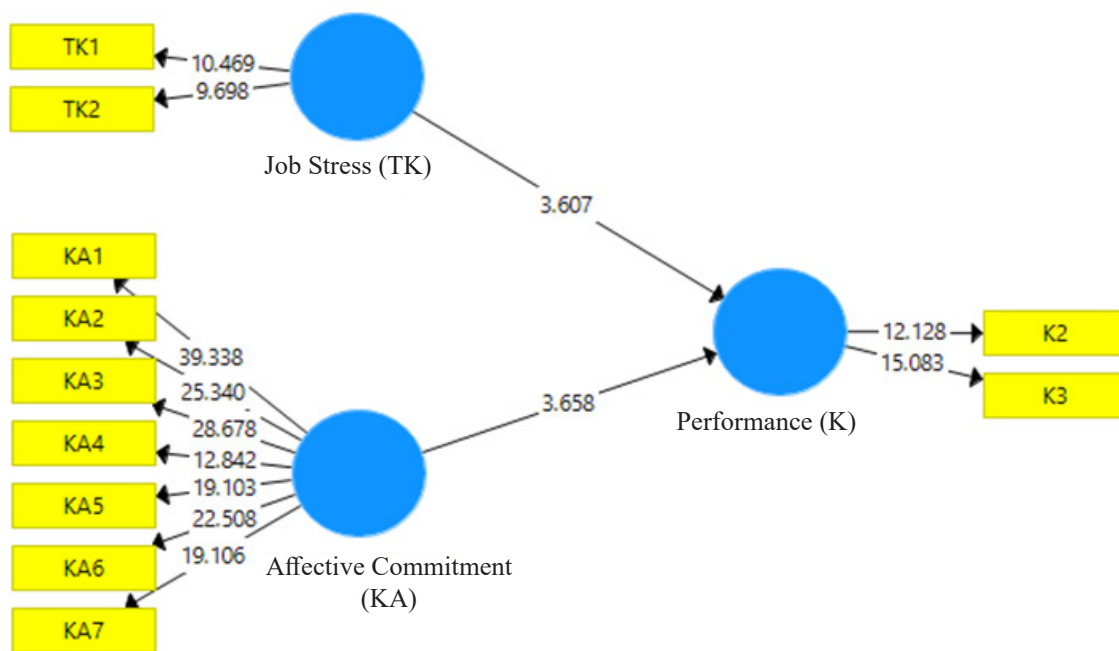 TK1
10.469
TK2
9.698
Job Stress (TK)
3.607
KA1
KA2
39.338
KA3
25.340
28.678
KA4
12.842
KA5
19.103
22.508
KA6
19.106
KA7
Affective Commitment
(KA)
3.658
12.128
K2
15.083
K3
Performance (K)